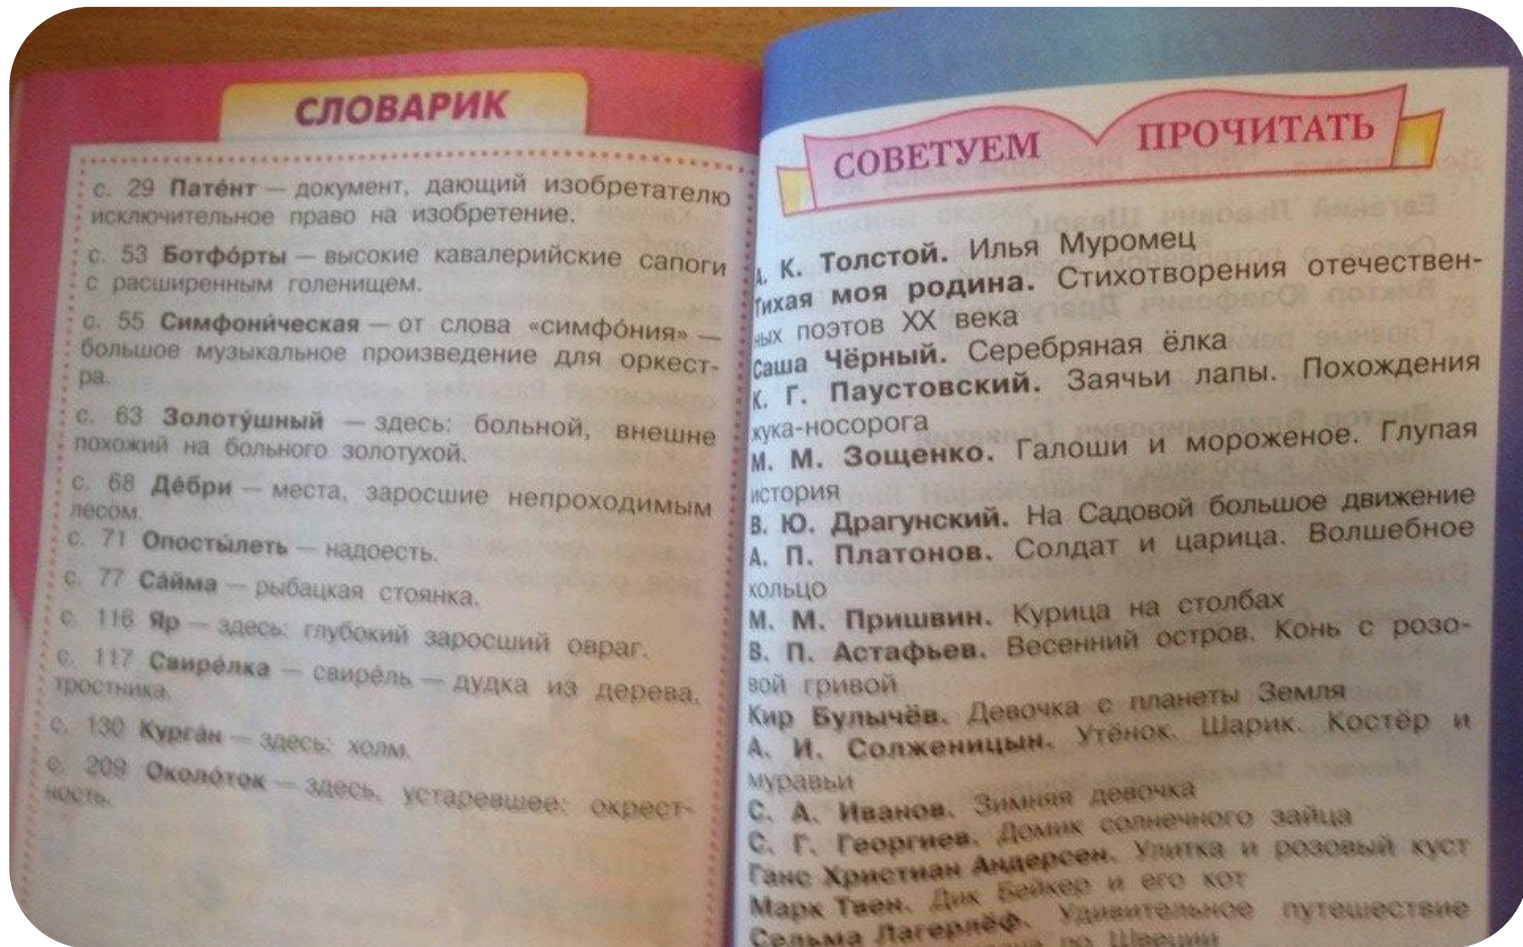 СЛОВАРИК
с. 29 Пате́нт — документ, дающий изобретателю
исключительное право на изобретение.
с. 53 Ботфо́рты — высокие кавалерийские сапоги
с расширенным голенищем.
с. 55 Симфони́ческая — от слова «симфо́ния» —
большое музыкальное произведение для оркест-
ра.
с. 63 Золоту́шный — здесь: больной, внешне
похожий на больного золотухой.
с. 68 Де́бри — места, заросшие непроходимым
лесом.
с. 71 Опосты́леть — надоесть.
с. 77 Са́йма — рыбацкая стоянка.
с. 116 Яр — здесь: глубокий заросший овраг.
с. 117 Свире́лка — свире́ль — дудка из дерева,
тростника.
с. 130 Курга́н — здесь: холм.
с. 209 Около́ток — здесь, устаревшее: окрест-
ность.
СОВЕТУЕМ ПРОЧИТАТЬ
А. К. Толстой. Илья Муромец
Тихая моя родина. Стихотворения отечествен-
ных поэтов XX века
Саша Чёрный. Серебряная ёлка
К. Г. Паустовский. Заячьи лапы. Похождения
жука-носорога
М. М. Зощенко. Галоши и мороженое. Глупая
история
В. Ю. Драгунский. На Садовой большое движение
А. П. Платонов. Солдат и царица. Волшебное
кольцо
М. М. Пришвин. Курица на столбах
В. П. Астафьев. Весенний остров. Конь с розо-
вой гривой
Кир Булычёв. Девочка с планеты Земля
А. И. Солженицын. Утёнок. Шарик. Костёр и
муравьи
С. А. Иванов. Зимняя девочка
С. Г. Георгиев. Домик солнечного зайца
Ганс Христиан Андерсен. Улитка и розовый куст
Марк Твен. Дик Бейкер и его кот
Сельма Лагерлёф. Удивительное путешествие
по Швеции